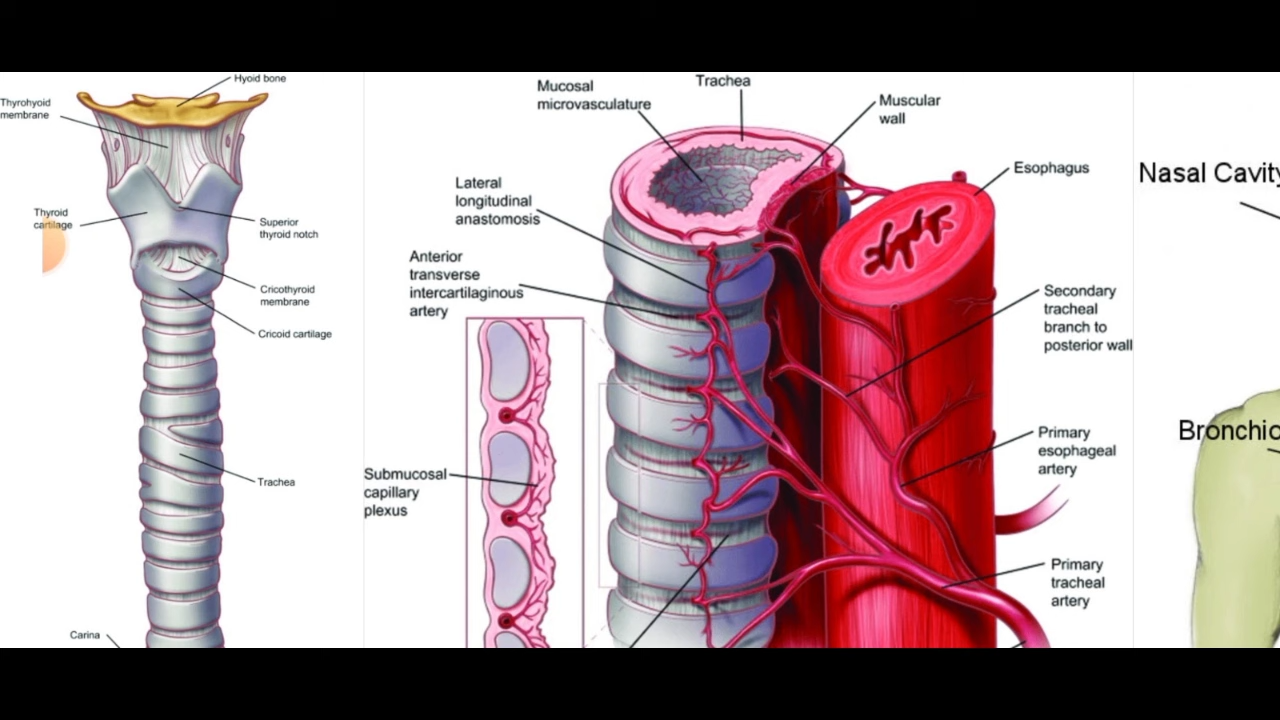 Hyoid bone
Thyrohyoid
membrane
Thyroid
cartilage
Superior
thyroid notch
Cricothyroid
membrane
Cricoid cartilage
Trachea
Carina
Mucosal
microvasculature
Trachea
Muscular
wall
Esophagus
Lateral
longitudinal
anastomosis
Anterior
transverse
intercartilaginous
artery
Secondary
tracheal
branch to
posterior wall
Primary
esophageal
artery
Submucosal
capillary
plexus
Primary
tracheal
artery
Nasal Cavity
Bronchio